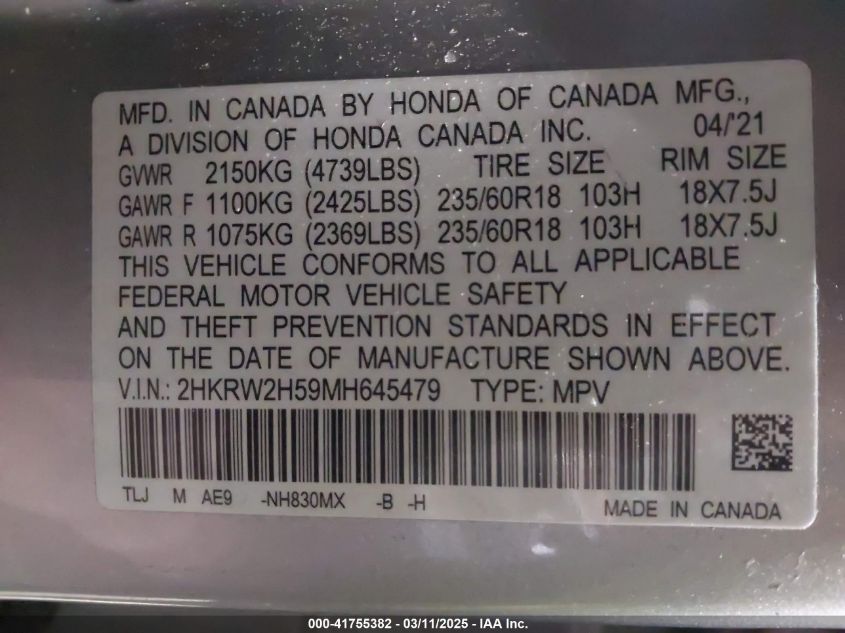 MFD. IN CANADA BY HONDA OF CANADA MFG.,
A DIVISION OF HONDA CANADA INC. 04/'21
GVWR 2150KG (4739LBS) TIRE SIZE RIM SIZE
GAWR F 1100KG (2425LBS) 235/60R18 103H 18X7.5J
GAWR R 1075KG (2369LBS) 235/60R18 103H 18X7.5J
THIS VEHICLE CONFORMS TO ALL APPLICABLE
FEDERAL MOTOR VEHICLE SAFETY
AND THEFT PREVENTION STANDARDS IN EFFECT
ON THE DATE OF MANUFACTURE SHOWN ABOVE.
V.I.N.: 2HKRW2H59MH645479 TYPE: MPV
TLJ M AE9 -NH830MX -B -H MADE IN CANADA
000-41755382 - 03/11/2025 - IAA Inc.